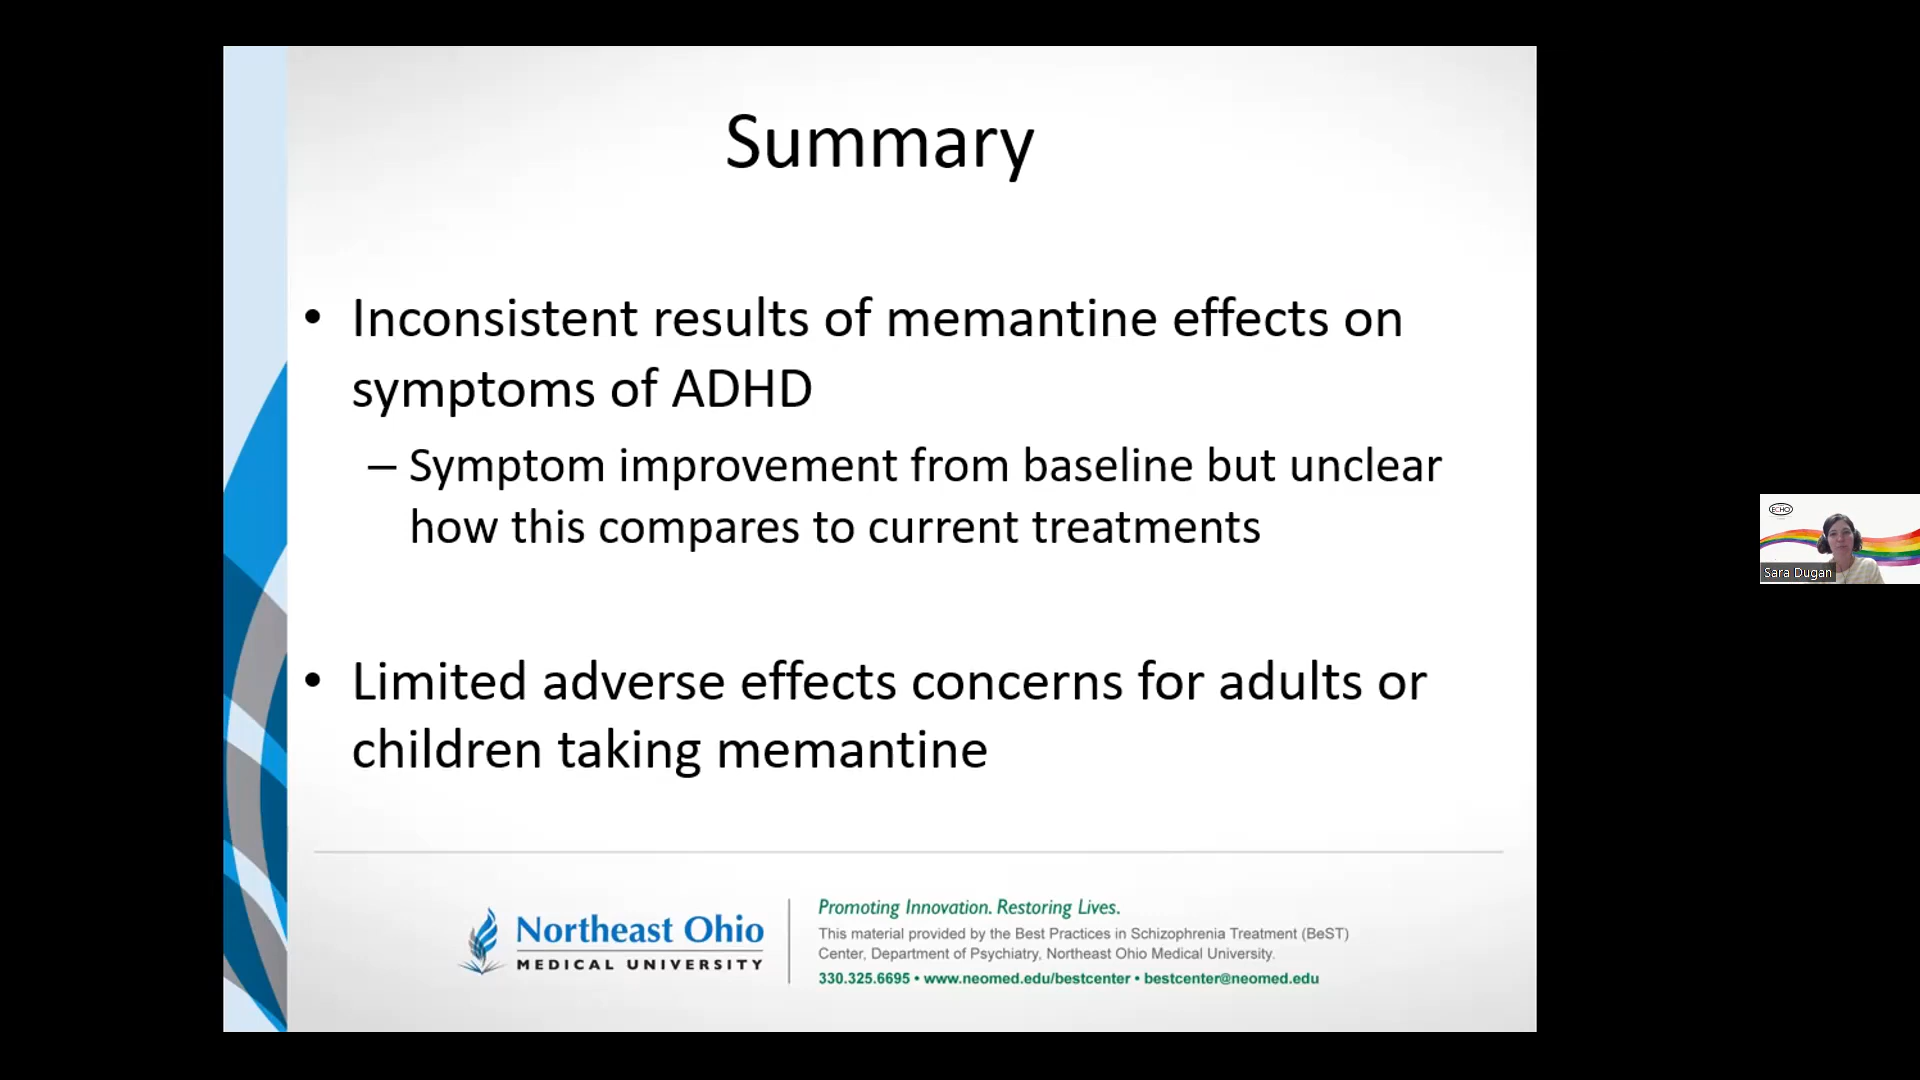 Summary
• Inconsistent results of memantine effects on
symptoms of ADHD
– Symptom improvement from baseline but unclear
how this compares to current treatments
• Limited adverse effects concerns for adults or
children taking memantine
Northeast Ohio
MEDICAL UNIVERSITY
Promoting Innovation. Restoring Lives.
This material provided by the Best Practices in Schizophrenia Treatment (BeST)
Center, Department of Psychiatry, Northeast Ohio Medical University.
330.325.6695 • www.neomed.edu/bestcenter • bestcenter@neomed.edu
ECHO
Sara Dugan